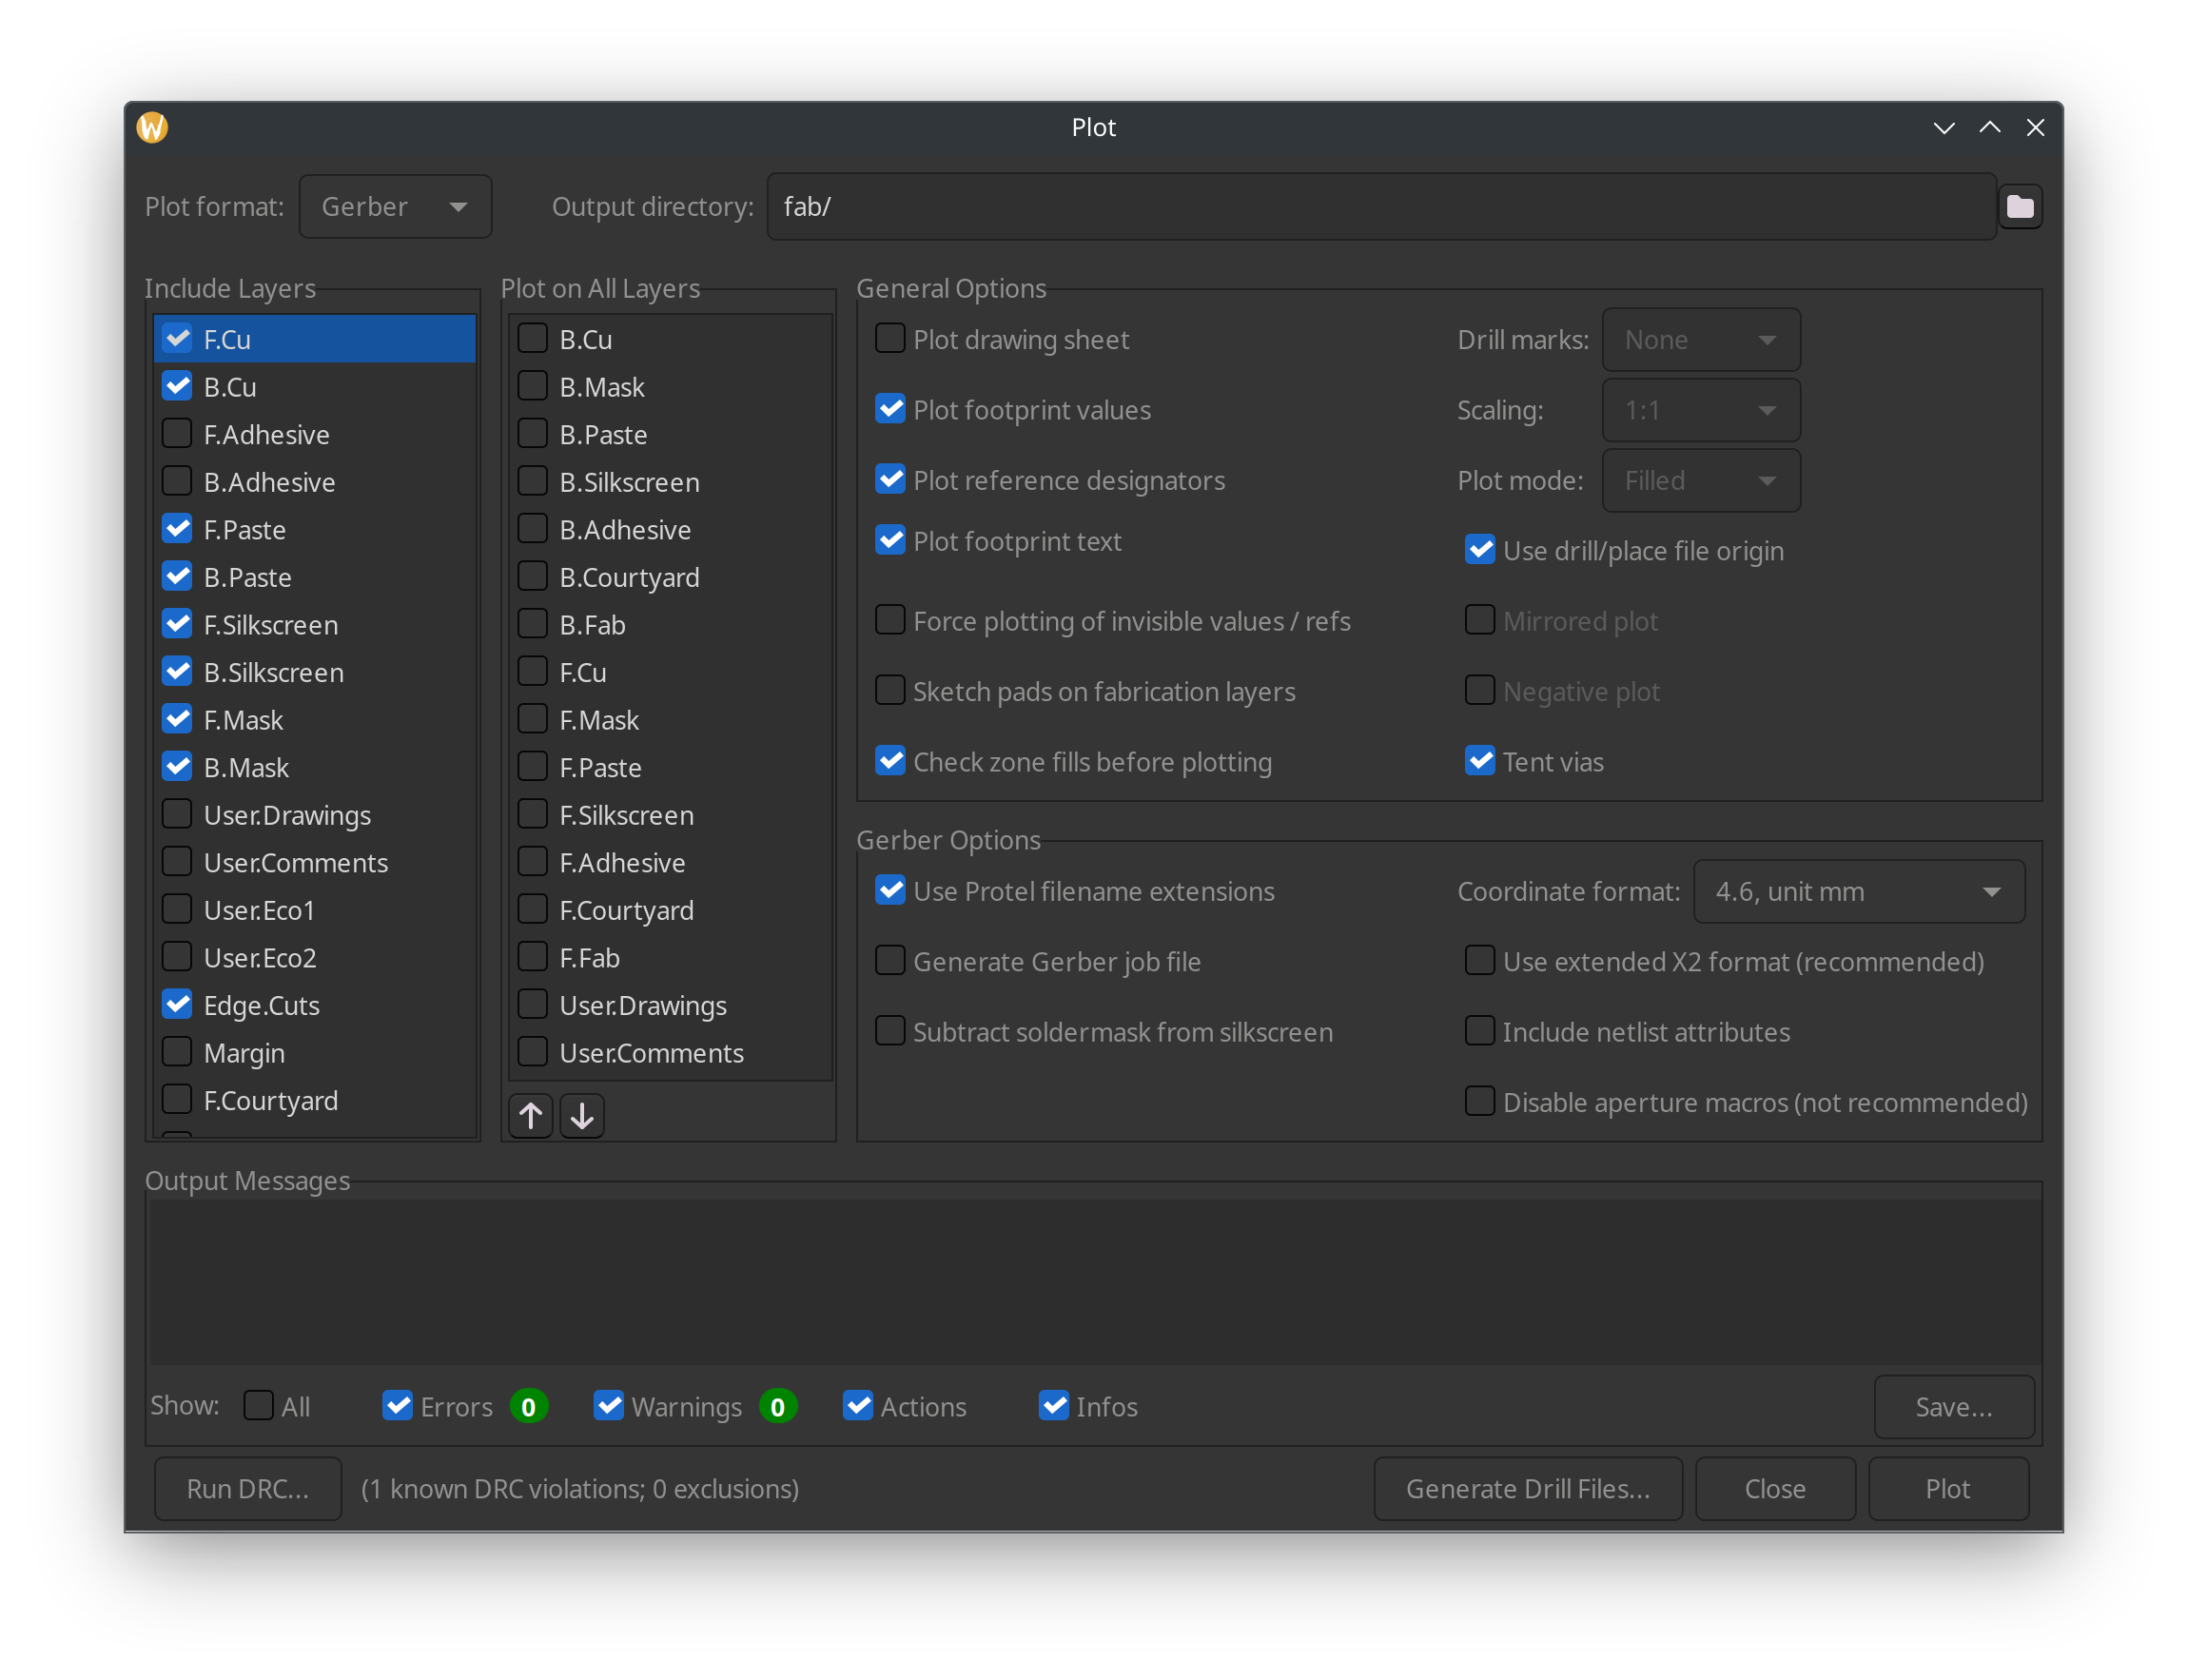 Plot
Plot format: Gerber Output directory: fab/
Include Layers
F.Cu
B.Cu
F.Adhesive
B.Adhesive
F.Paste
B.Paste
F.Silkscreen
B.Silkscreen
F.Mask
B.Mask
User.Drawings
User.Comments
User.Eco1
User.Eco2
Edge.Cuts
Margin
F.Courtyard
Plot on All Layers
B.Cu
B.Mask
B.Paste
B.Silkscreen
B.Adhesive
B.Courtyard
B.Fab
F.Cu
F.Mask
F.Paste
F.Silkscreen
F.Adhesive
F.Courtyard
F.Fab
User.Drawings
User.Comments
General Options
Plot drawing sheet
Plot footprint values
Plot reference designators
Plot footprint text
Force plotting of invisible values / refs
Sketch pads on fabrication layers
Check zone fills before plotting
Drill marks: None
Scaling: 1:1
Plot mode: Filled
Use drill/place file origin
Mirrored plot
Negative plot
Tent vias
Gerber Options
Use Protel filename extensions
Generate Gerber job file
Subtract soldermask from silkscreen
Coordinate format: 4.6, unit mm
Use extended X2 format (recommended)
Include netlist attributes
Disable aperture macros (not recommended)
Output Messages
Show: All Errors 0 Warnings 0 Actions Infos Save...
Run DRC... (1 known DRC violations; 0 exclusions) Generate Drill Files... Close Plot